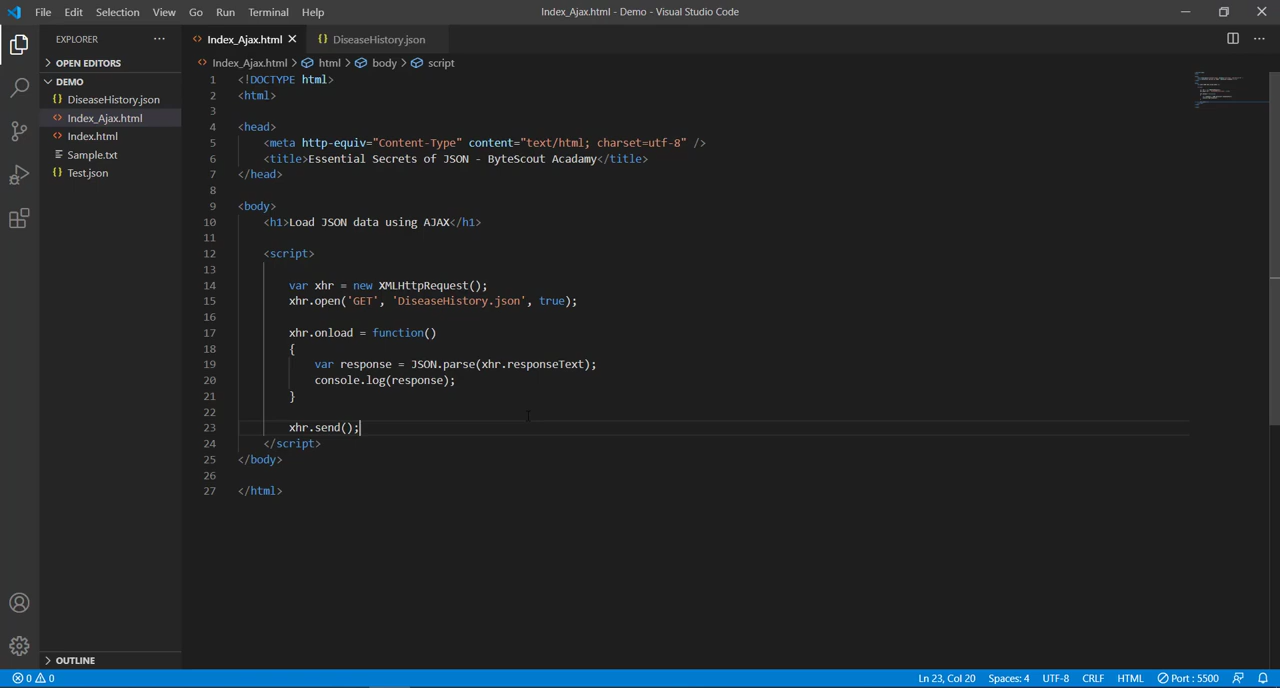 File Edit Selection View Go Run Terminal Help
Index_Ajax.html - Demo - Visual Studio Code
EXPLORER ···
OPEN EDITORS
DEMO
{} DiseaseHistory.json
<> Index_Ajax.html
<> Index.html
Sample.txt
{} Test.json
OUTLINE
<> Index_Ajax.html × {} DiseaseHistory.json
<> Index_Ajax.html > html > body > script
1 <!DOCTYPE html>
2 <html>
3
4 <head>
5 <meta http-equiv="Content-Type" content="text/html; charset=utf-8" />
6 <title>Essential Secrets of JSON - ByteScout Acadamy</title>
7 </head>
8
9 <body>
10 <h1>Load JSON data using AJAX</h1>
11
12 <script>
13
14 var xhr = new XMLHttpRequest();
15 xhr.open('GET', 'DiseaseHistory.json', true);
16
17 xhr.onload = function()
18 {
19 var response = JSON.parse(xhr.responseText);
20 console.log(response);
21 }
22
23 xhr.send();
24 </script>
25 </body>
26
27 </html>
0 0
Ln 23, Col 20 Spaces: 4 UTF-8 CRLF HTML Port : 5500